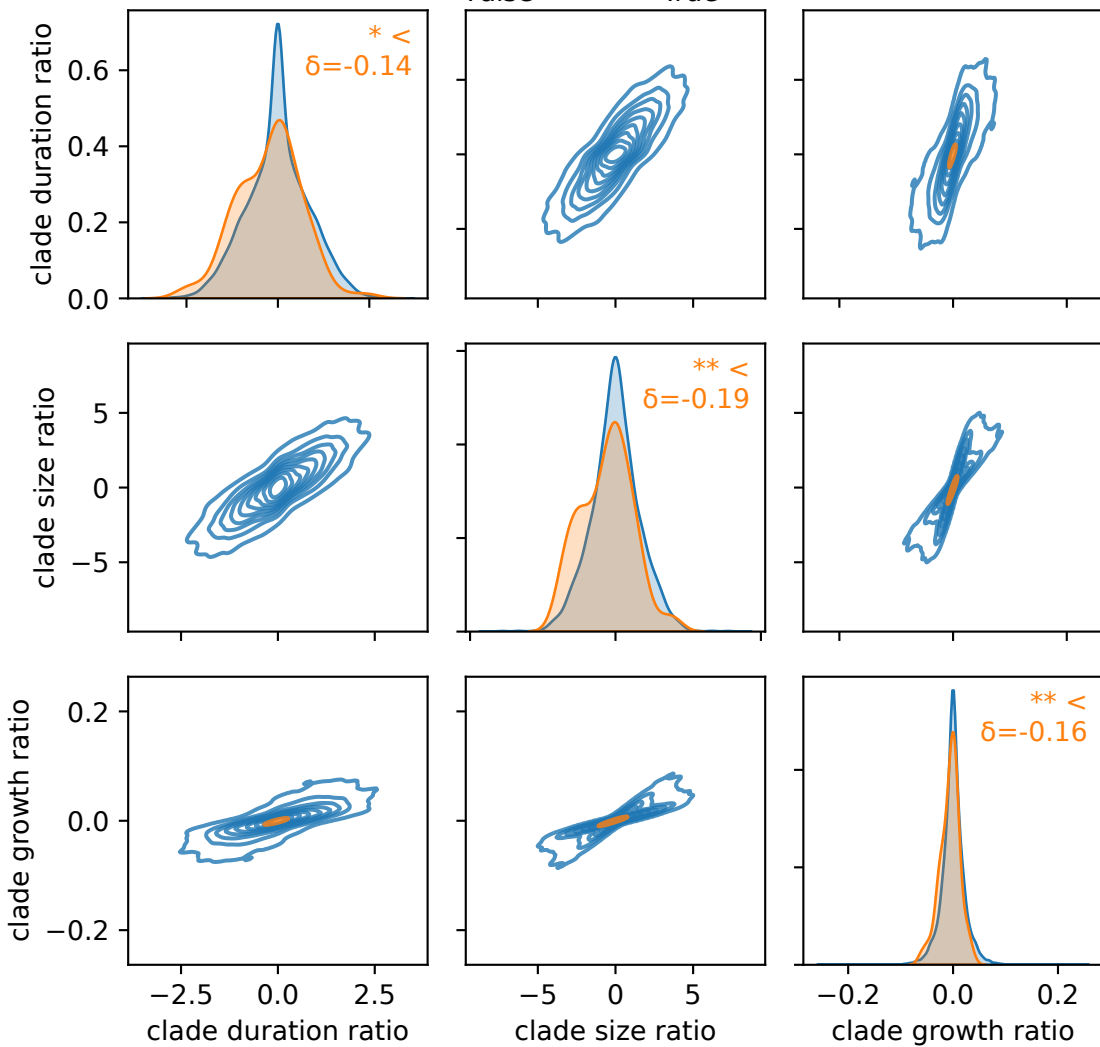 clade duration ratio
0.6
0.4
0.2
0.0
* <
δ=-0.14
clade size ratio
5
0
−5
** <
δ=-0.19
clade growth ratio
0.2
0.0
−0.2
** <
δ=-0.16
−2.5 0.0 2.5
−5 0 5
−0.2 0.0 0.2
clade duration ratio
clade size ratio
clade growth ratio